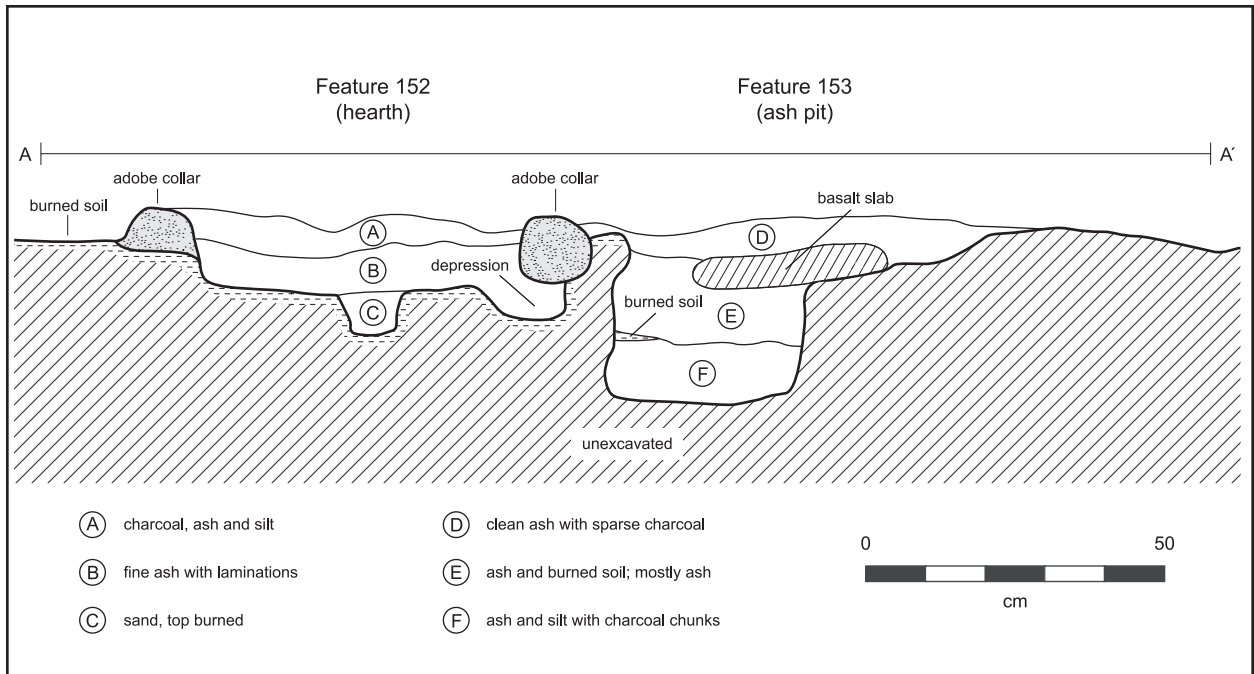 Feature 152
(hearth)
Feature 153
(ash pit)
A
A′
adobe collar
adobe collar
burned soil
basalt slab
A
D
B
depression
C
burned soil
E
F
unexcavated
A charcoal, ash and silt
B fine ash with laminations
C sand, top burned
D clean ash with sparse charcoal
E ash and burned soil; mostly ash
F ash and silt with charcoal chunks
0 50
cm